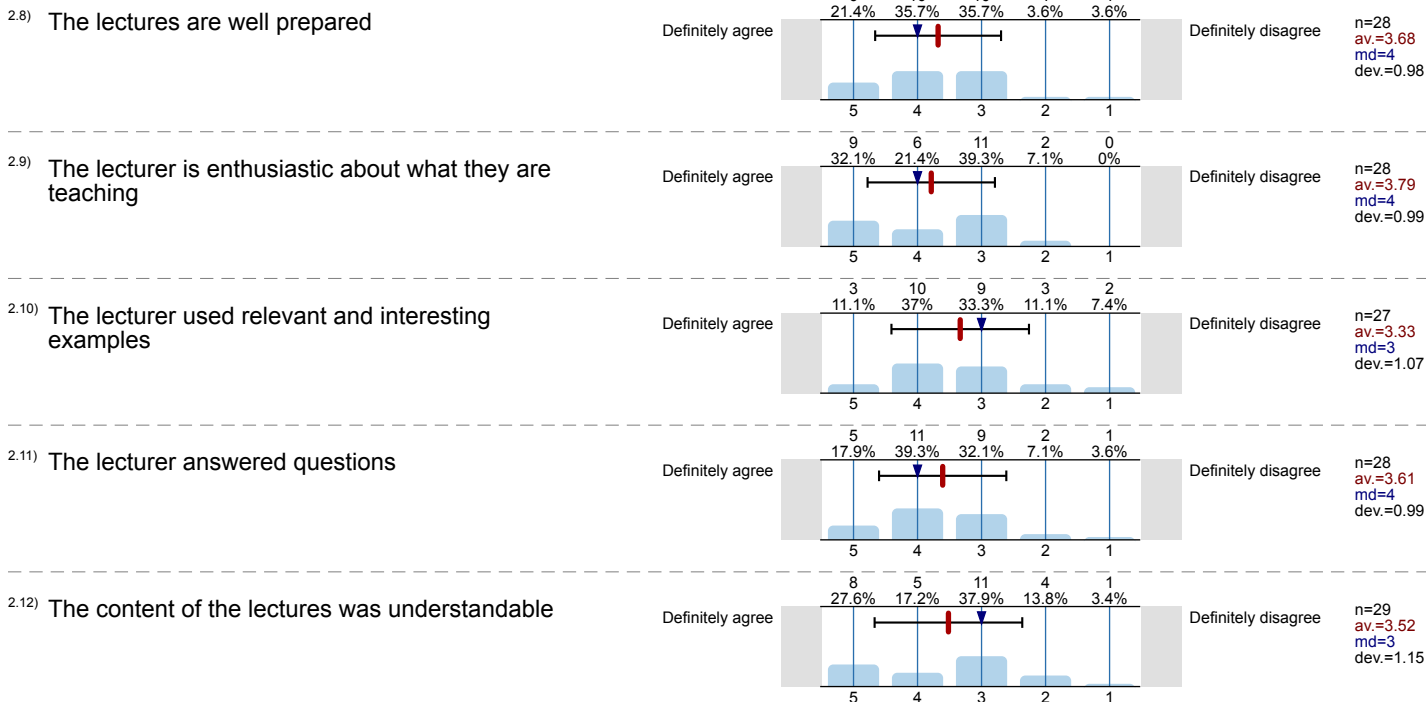 2.8) The lectures are well prepared
Definitely agree
21.4% 35.7% 35.7% 3.6% 3.6%
5 4 3 2 1
Definitely disagree
n=28
av.=3.68
md=4
dev.=0.98
2.9) The lecturer is enthusiastic about what they are
teaching
Definitely agree
9 6 11 2 0
32.1% 21.4% 39.3% 7.1% 0%
5 4 3 2 1
Definitely disagree
n=28
av.=3.79
md=4
dev.=0.99
2.10) The lecturer used relevant and interesting
examples
Definitely agree
3 10 9 3 2
11.1% 37% 33.3% 11.1% 7.4%
5 4 3 2 1
Definitely disagree
n=27
av.=3.33
md=3
dev.=1.07
2.11) The lecturer answered questions
Definitely agree
5 11 9 2 1
17.9% 39.3% 32.1% 7.1% 3.6%
5 4 3 2 1
Definitely disagree
n=28
av.=3.61
md=4
dev.=0.99
2.12) The content of the lectures was understandable
Definitely agree
8 5 11 4 1
27.6% 17.2% 37.9% 13.8% 3.4%
5 4 3 2 1
Definitely disagree
n=29
av.=3.52
md=3
dev.=1.15